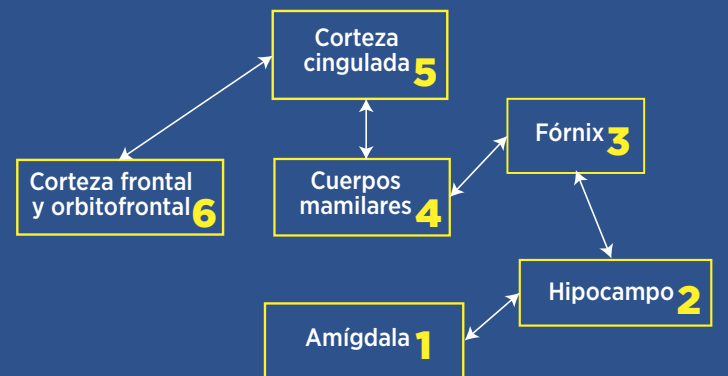 Corteza
cingulada 5
Fórnix 3
Corteza frontal
y orbitofrontal 6
Cuerpos
mamilares 4
Hipocampo 2
Amígdala 1